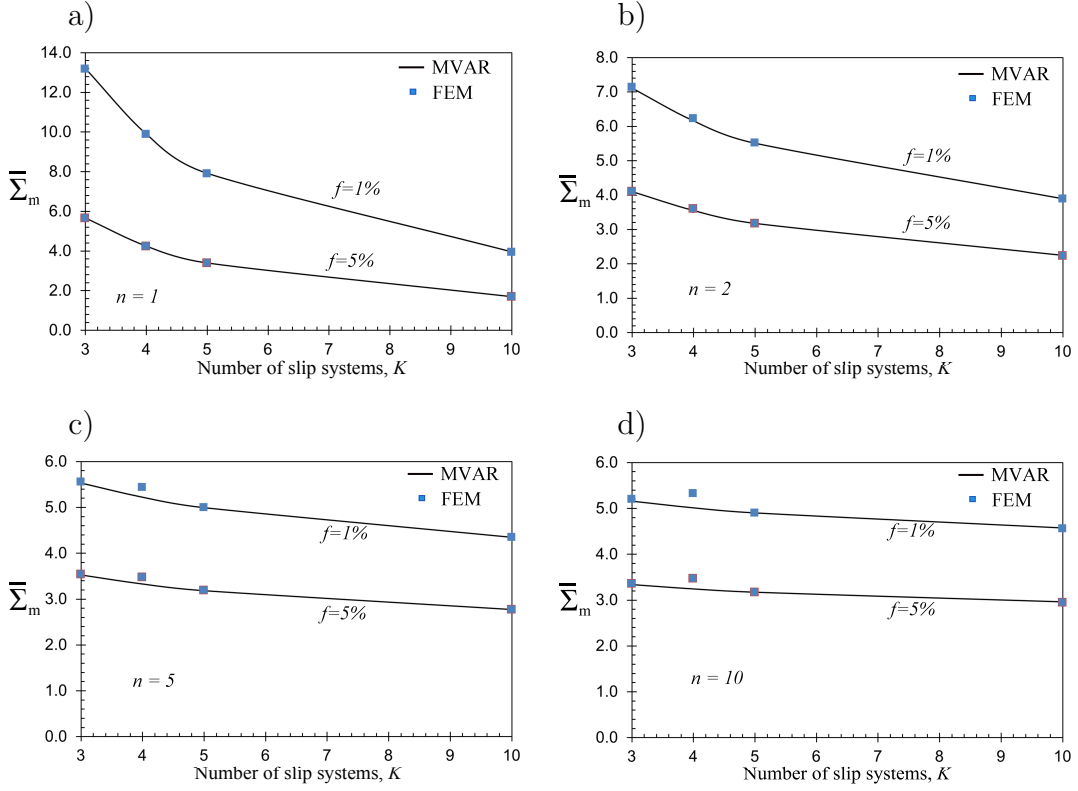 a)
14.0
12.0
10.0
8.0
6.0
4.0
2.0
0.0
Σ̅m
MVAR
FEM
f=1%
f=5%
n = 1
3 4 5 6 7 8 9 10
Number of slip systems, K
b)
8.0
7.0
6.0
5.0
4.0
3.0
2.0
1.0
0.0
Σ̅m
MVAR
FEM
f=1%
f=5%
n = 2
3 4 5 6 7 8 9 10
Number of slip systems, K
c)
6.0
5.0
4.0
3.0
2.0
1.0
0.0
Σ̅m
MVAR
FEM
f=1%
f=5%
n = 5
3 4 5 6 7 8 9 10
Number of slip systems, K
d)
6.0
5.0
4.0
3.0
2.0
1.0
0.0
Σ̅m
MVAR
FEM
f=1%
f=5%
n = 10
3 4 5 6 7 8 9 10
Number of slip systems, K